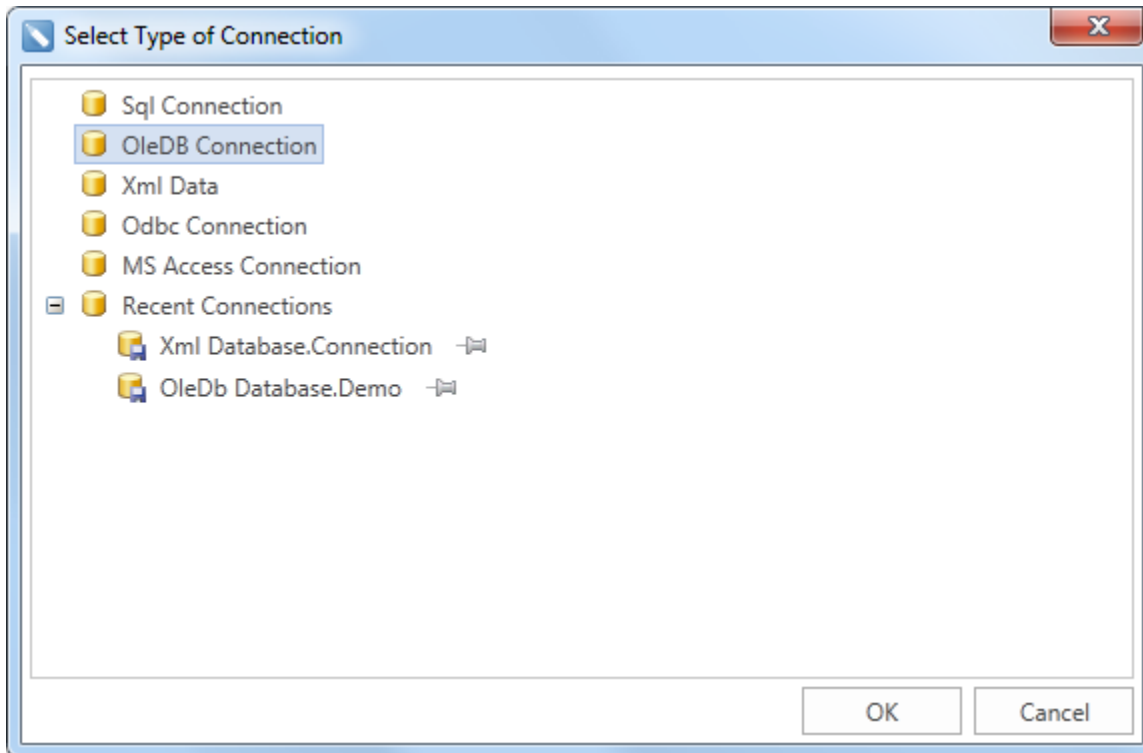 Select Type of Connection
Sql Connection
OleDB Connection
Xml Data
Odbc Connection
MS Access Connection
Recent Connections
Xml Database.Connection
OleDb Database.Demo
OK
Cancel